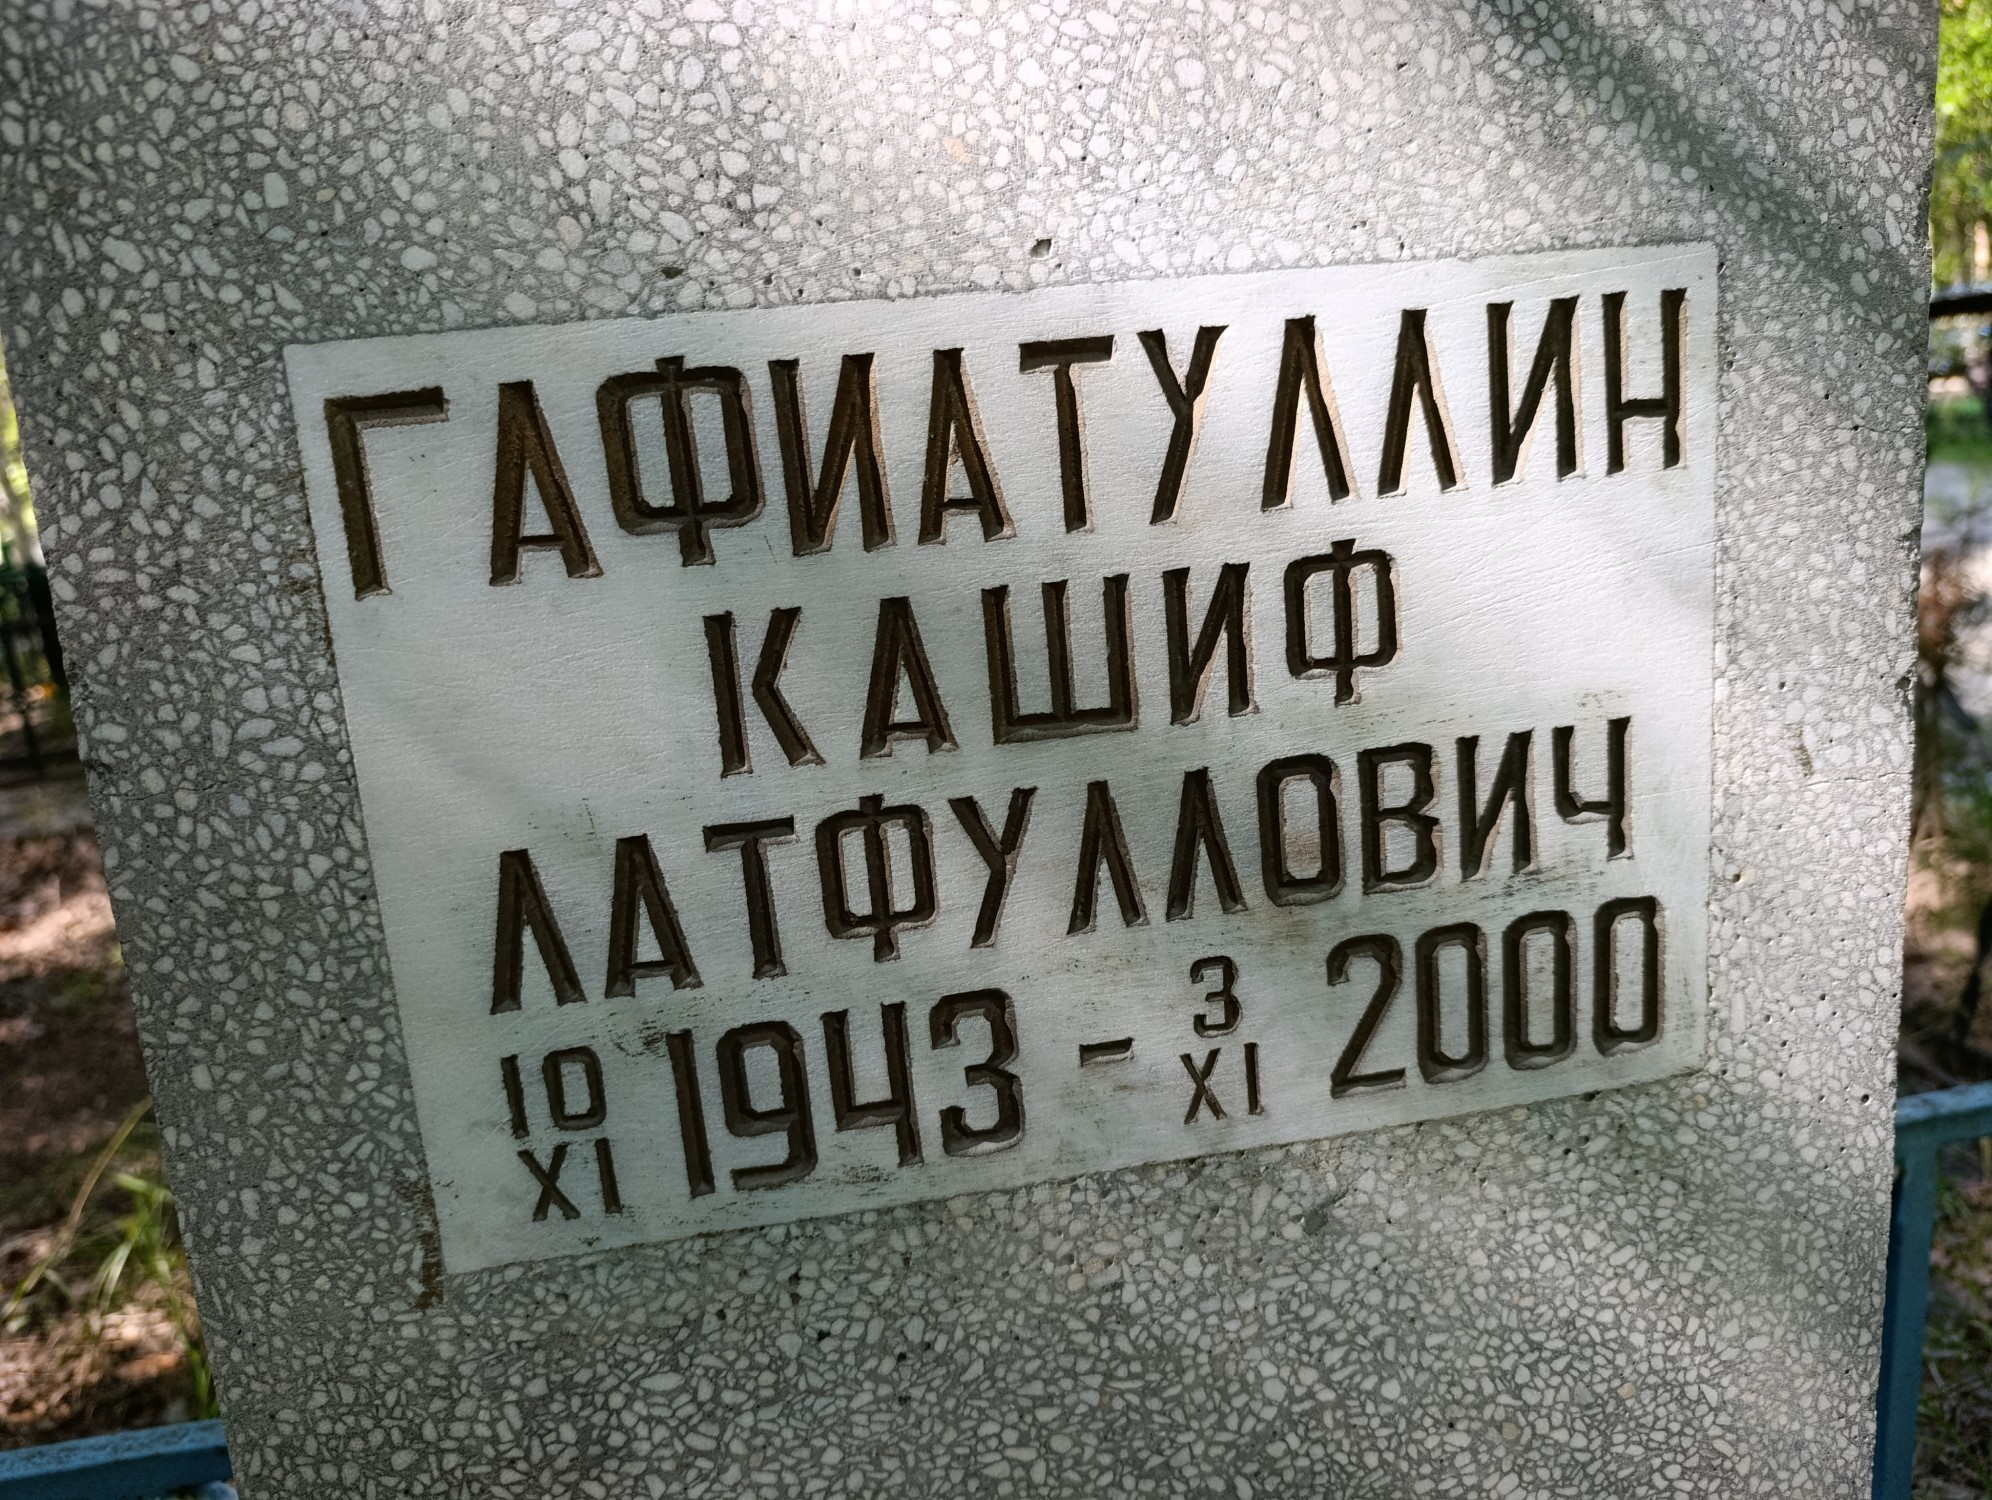 ГАФИАТУЛЛИН
КАШИФ
ЛАТФУЛЛОВИЧ
10 XI 1943 - 3 XI 2000